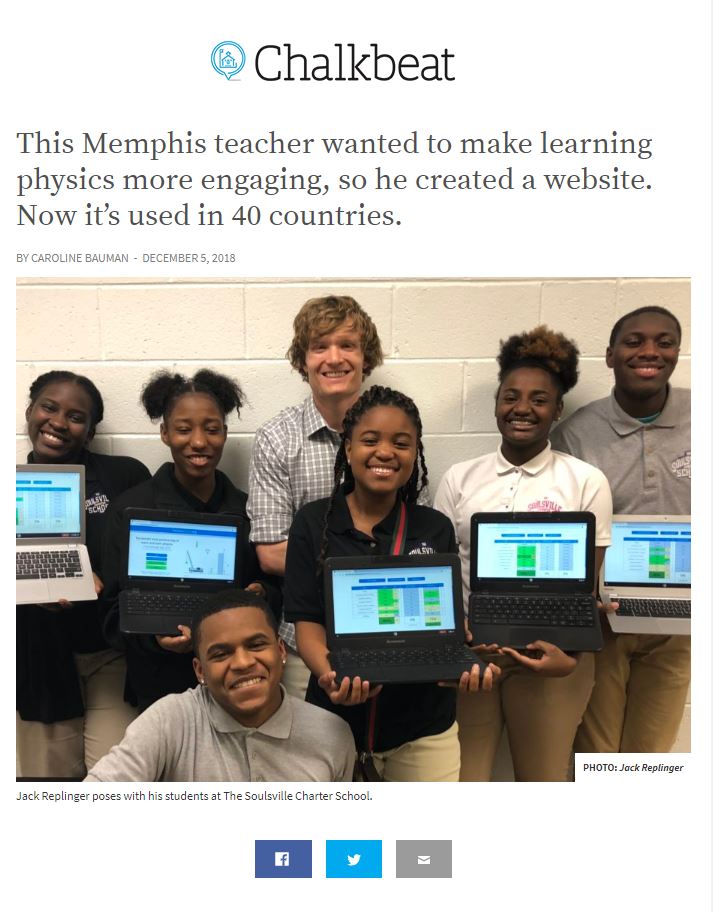 Chalkbeat
This Memphis teacher wanted to make learning
physics more engaging, so he created a website.
Now it’s used in 40 countries.
BY CAROLINE BAUMAN - DECEMBER 5, 2018
PHOTO: Jack Replinger
Jack Replinger poses with his students at The Soulsville Charter School.